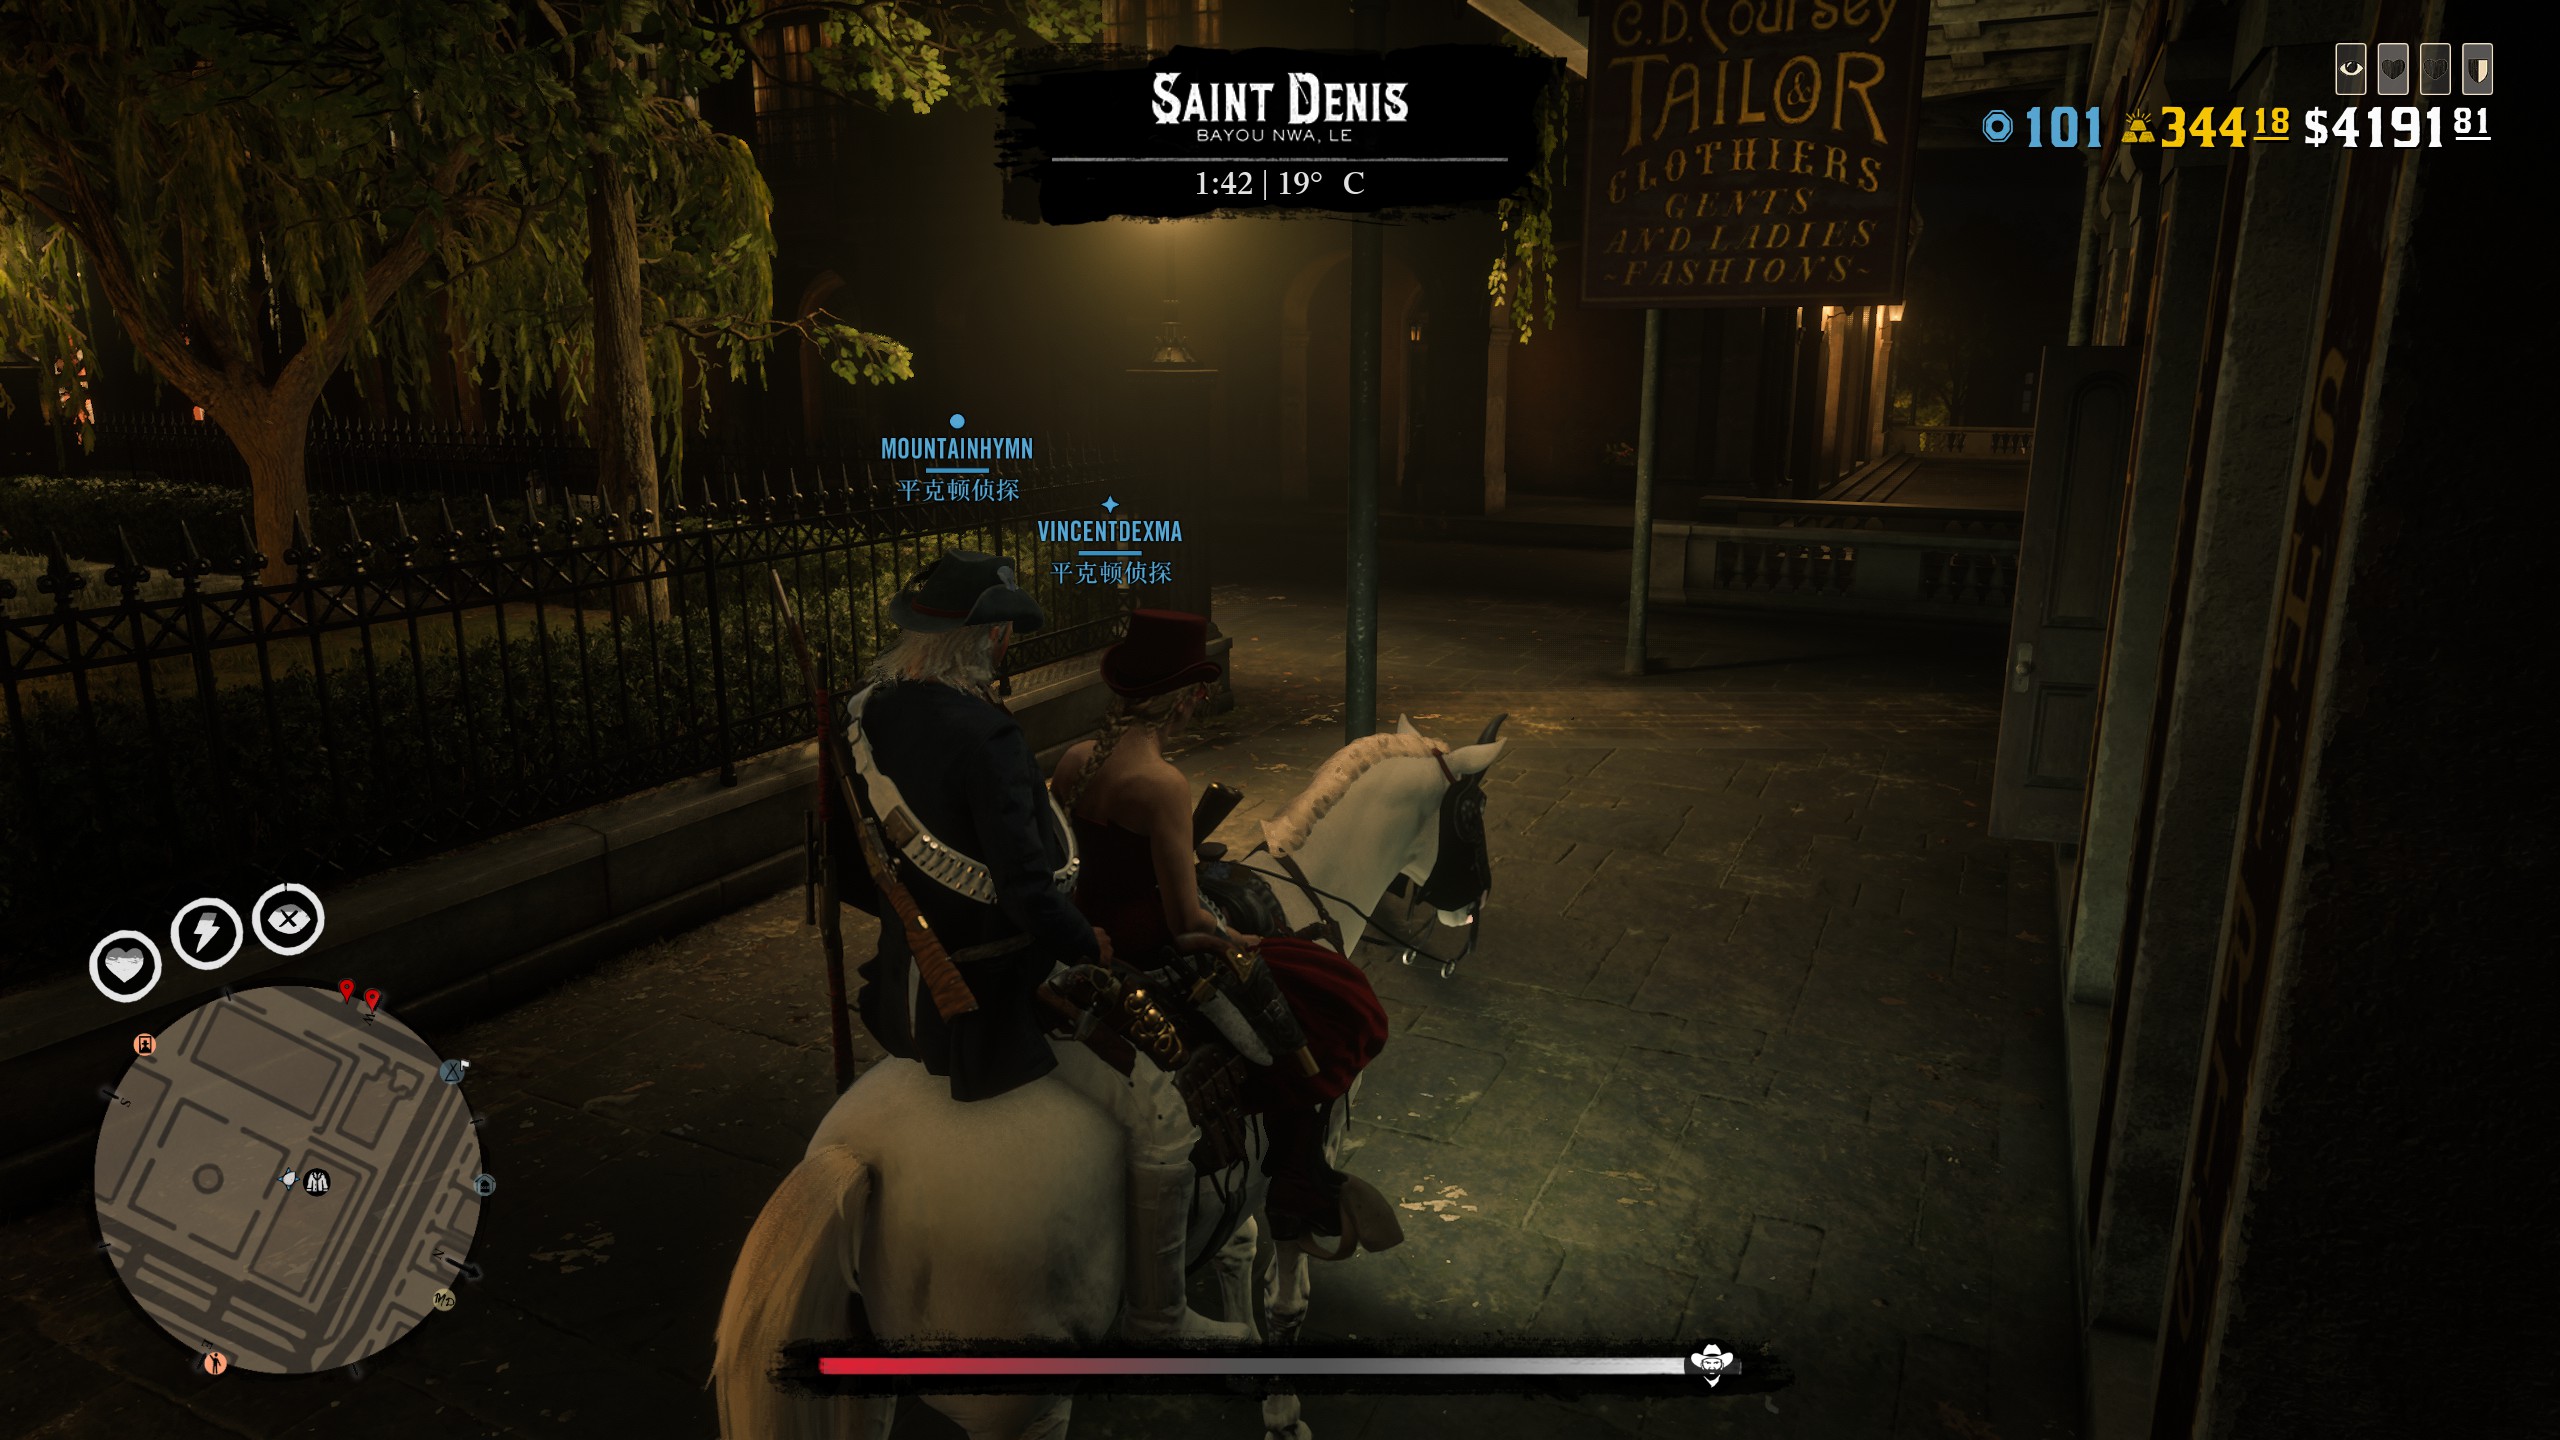 SAINT DENIS
BAYOU NWA, LE
1:42 | 19° C
C.D. Coursey
TAILOR
&
CLOTHIERS
GENTS
AND LADIES
~FASHIONS~
101 344 18 $4191 81
MOUNTAINHYMN
平克顿侦探
VINCENTDEXMA
平克顿侦探
W
S
N
E